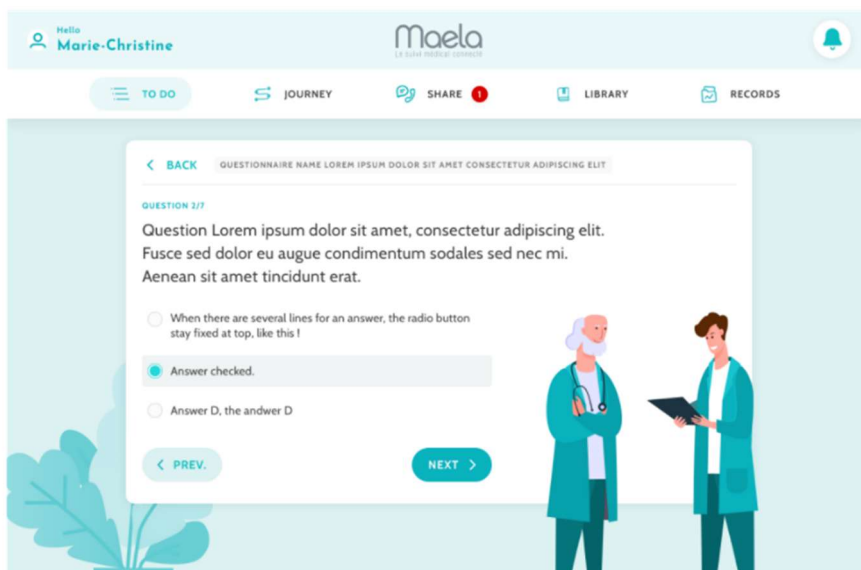 Hello
Marie-Christine
Maela
Le suivi médical connecté
TO DO
JOURNEY
SHARE 1
LIBRARY
RECORDS
BACK
QUESTIONNAIRE NAME LOREM IPSUM DOLOR SIT AMET CONSECTETUR ADIPISCING ELIT
QUESTION 2/7
Question Lorem ipsum dolor sit amet, consectetur adipiscing elit.
Fusce sed dolor eu augue condimentum sodales sed nec mi.
Aenean sit amet tincidunt erat.
When there are several lines for an answer, the radio button
stay fixed at top, like this !
Answer checked.
Answer D, the andwer D
PREV.
NEXT